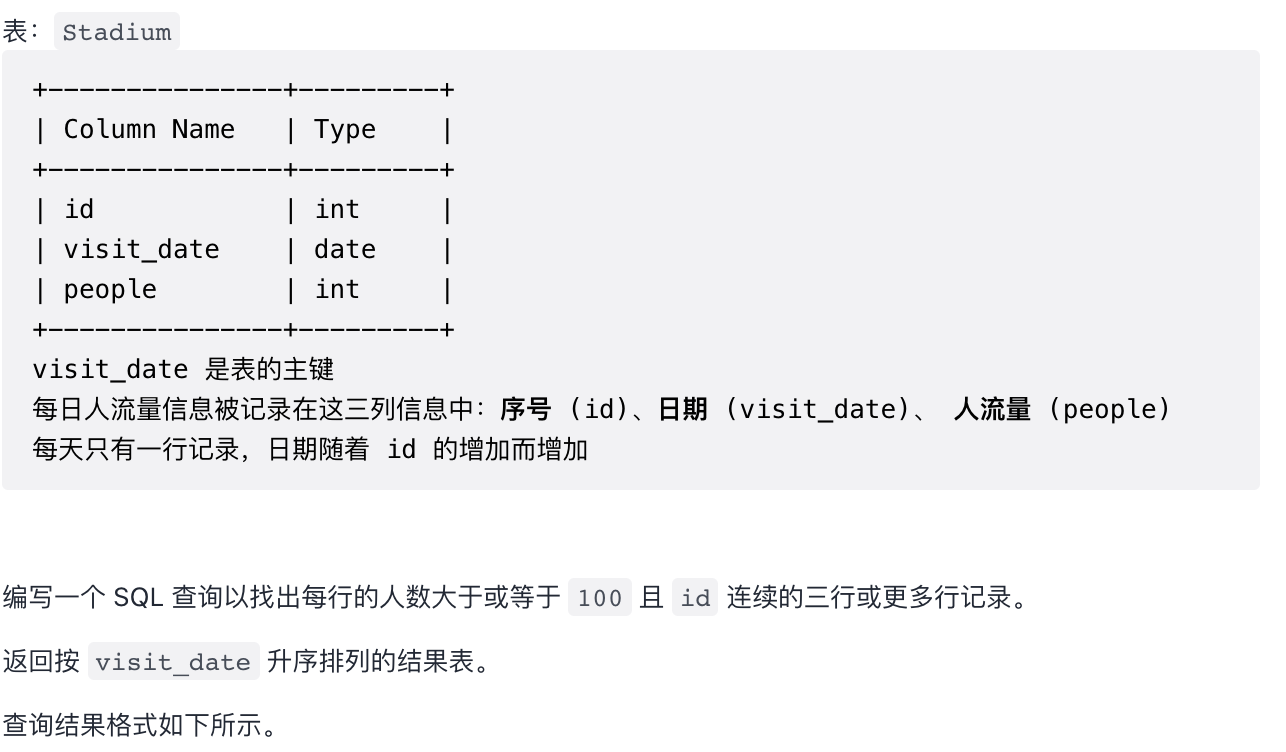 表： Stadium
+---------------+---------+
| Column Name   | Type    |
+---------------+---------+
| id            | int     |
| visit_date    | date    |
| people        | int     |
+---------------+---------+
visit_date 是表的主键
每日人流量信息被记录在这三列信息中：序号 (id)、日期 (visit_date)、 人流量 (people)
每天只有一行记录，日期随着 id 的增加而增加
编写一个 SQL 查询以找出每行的人数大于或等于 100 且 id 连续的三行或更多行记录。
返回按 visit_date 升序排列的结果表。
查询结果格式如下所示。